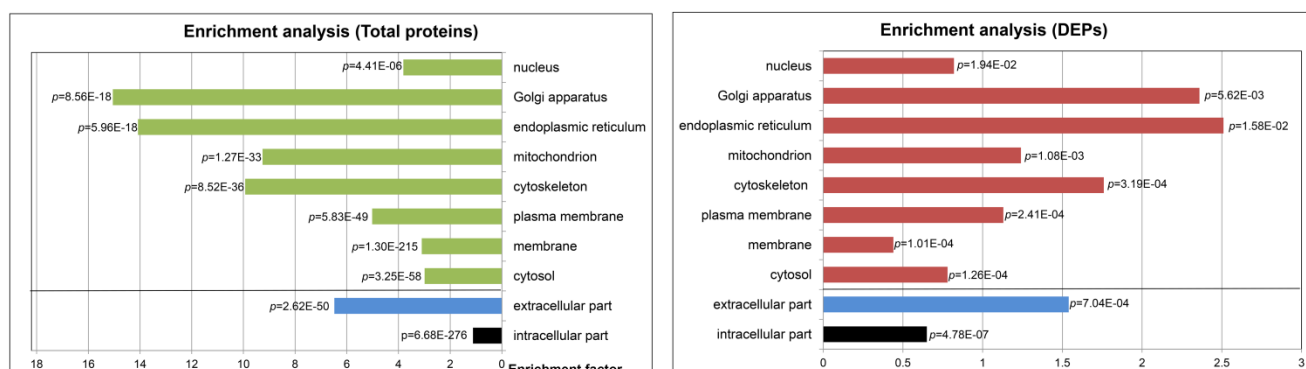 Enrichment analysis (Total proteins)
p=4.41E-06 nucleus
p=8.56E-18 Golgi apparatus
p=5.96E-18 endoplasmic reticulum
p=1.27E-33 mitochondrion
p=8.52E-36 cytoskeleton
p=5.83E-49 plasma membrane
p=1.30E-215 membrane
p=3.25E-58 cytosol
p=2.62E-50 extracellular part
p=6.68E-276 intracellular part
18 16 14 12 10 8 6 4 2 0
Enrichment factor
Enrichment analysis (DEPs)
nucleus p=1.94E-02
Golgi apparatus p=5.62E-03
endoplasmic reticulum p=1.58E-02
mitochondrion p=1.08E-03
cytoskeleton p=3.19E-04
plasma membrane p=2.41E-04
membrane p=1.01E-04
cytosol p=1.26E-04
extracellular part p=7.04E-04
intracellular part p=4.78E-07
0 0.5 1 1.5 2 2.5 3